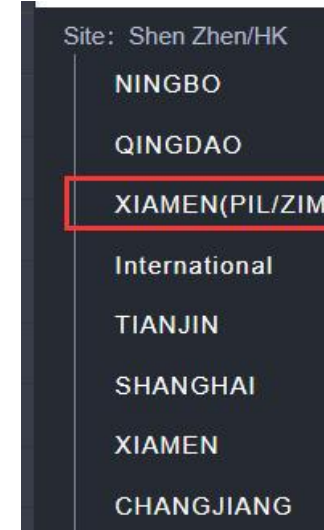 Site: Shen Zhen/HK
NINGBO
QINGDAO
XIAMEN(PIL/ZIM
International
TIANJIN
SHANGHAI
XIAMEN
CHANGJIANG